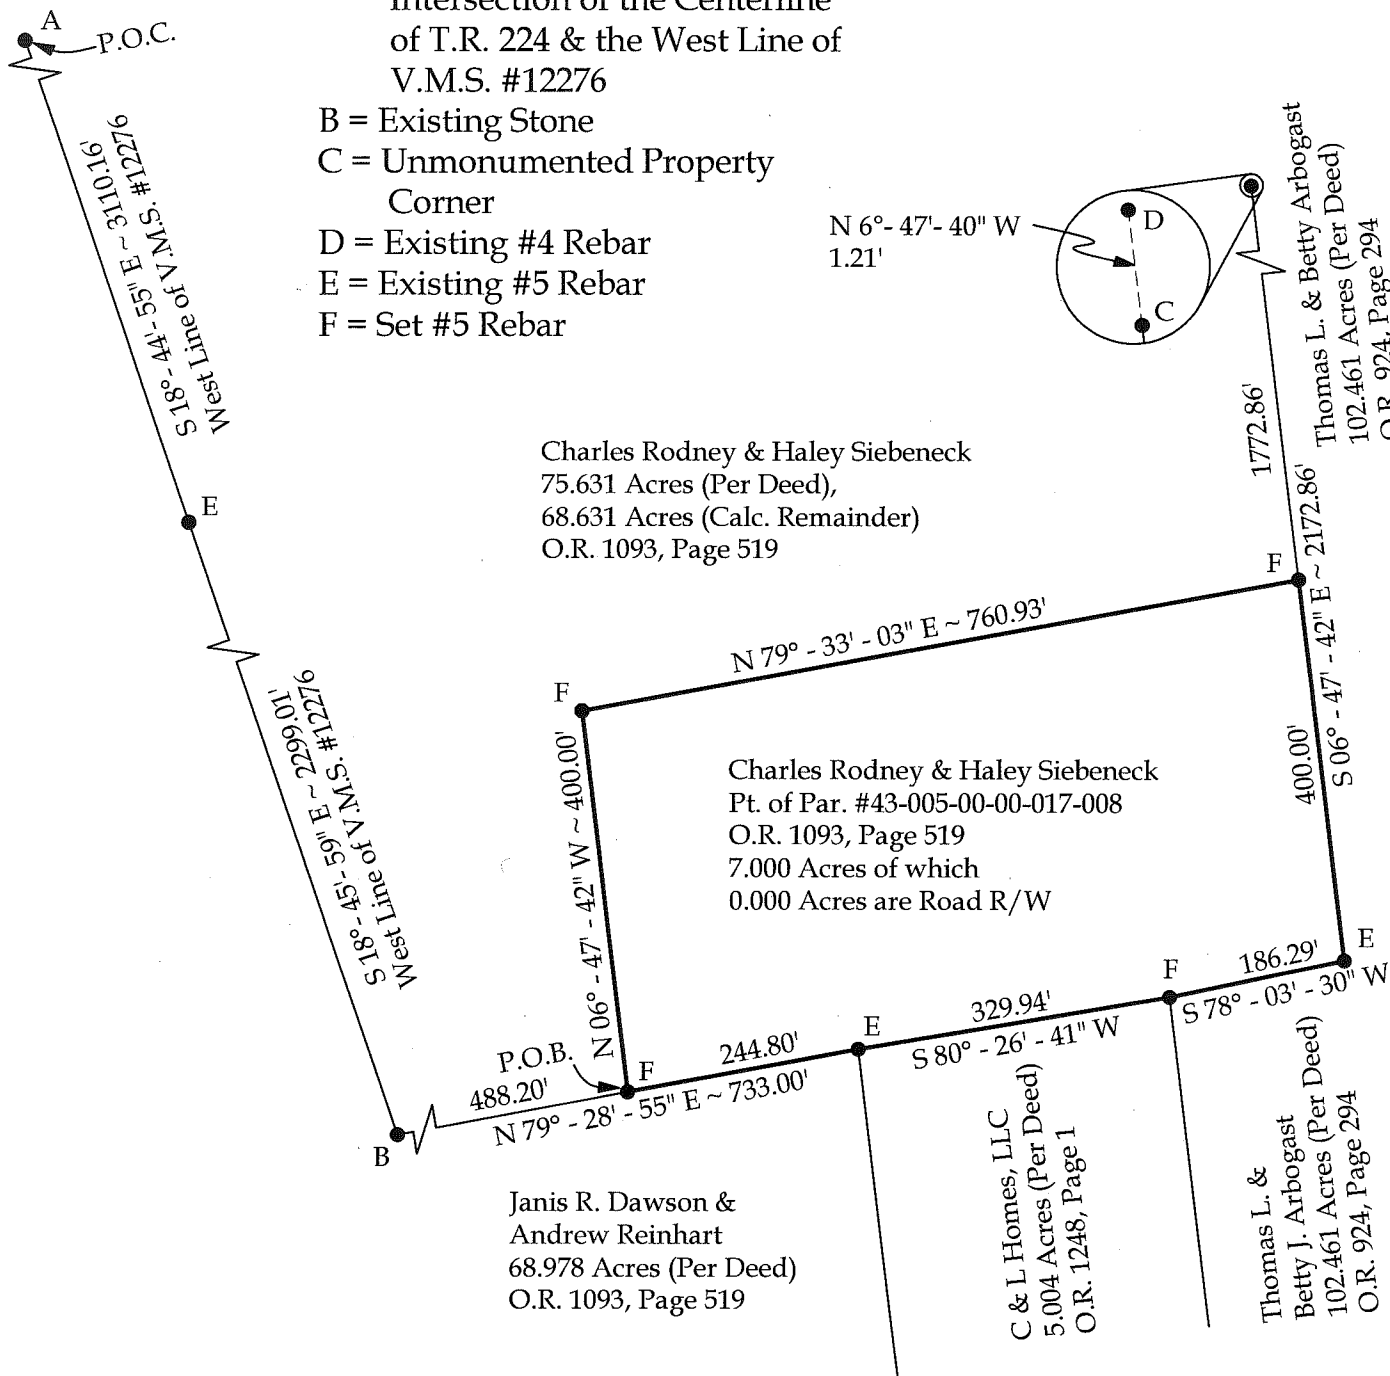 A
P.O.C.
Intersection of the Centerline
of T.R. 224 & the West Line of
V.M.S. #12276
B = Existing Stone
C = Unmonumented Property
Corner
D = Existing #4 Rebar
E = Existing #5 Rebar
F = Set #5 Rebar
S 18° - 44' - 55" E ~ 3110.16'
West Line of V.M.S. #12276
N 6°- 47'- 40" W
1.21'
D
C
Thomas L. & Betty Arbogast
102.461 Acres (Per Deed)
O.R. 924, Page 294
1772.86'
E
Charles Rodney & Haley Siebeneck
75.631 Acres (Per Deed),
68.631 Acres (Calc. Remainder)
O.R. 1093, Page 519
F
S 06° - 47' - 42" E ~ 2172.86'
N 79° - 33' - 03" E ~ 760.93'
F
S 18° - 45' - 59" E ~ 2299.01'
West Line of V.M.S. #12276
N 06° - 47' - 42" W ~ 400.00'
Charles Rodney & Haley Siebeneck
Pt. of Par. #43-005-00-00-017-008
O.R. 1093, Page 519
7.000 Acres of which
0.000 Acres are Road R/W
400.00'
E
186.29'
S 78° - 03' - 30" W
F
329.94'
S 80° - 26' - 41" W
E
244.80'
P.O.B.
F
488.20'
N 79° - 28' - 55" E ~ 733.00'
B
Janis R. Dawson &
Andrew Reinhart
68.978 Acres (Per Deed)
O.R. 1093, Page 519
C & L Homes, LLC
5.004 Acres (Per Deed)
O.R. 1248, Page 1
Thomas L. &
Betty J. Arbogast
102.461 Acres (Per Deed)
O.R. 924, Page 294